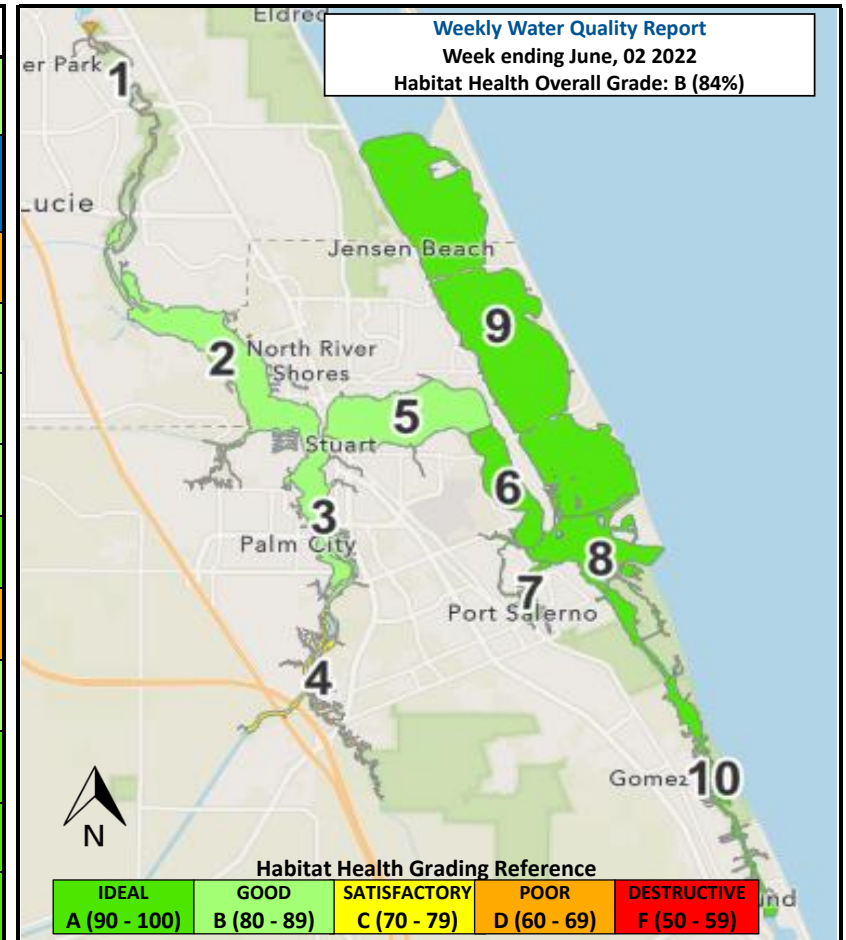 Eldred
Weekly Water Quality Report
Week ending June, 02 2022
Habitat Health Overall Grade: B (84%)
er Park
1
Lucie
Jensen Beach
9
2
North River
Shores
5
Stuart
6
3
Palm City
8
7
Port Salerno
4
Gomez
10
N
Habitat Health Grading Reference
IDEAL GOOD SATISFACTORY POOR DESTRUCTIVE
A (90 - 100) B (80 - 89) C (70 - 79) D (60 - 69) F (50 - 59)
und